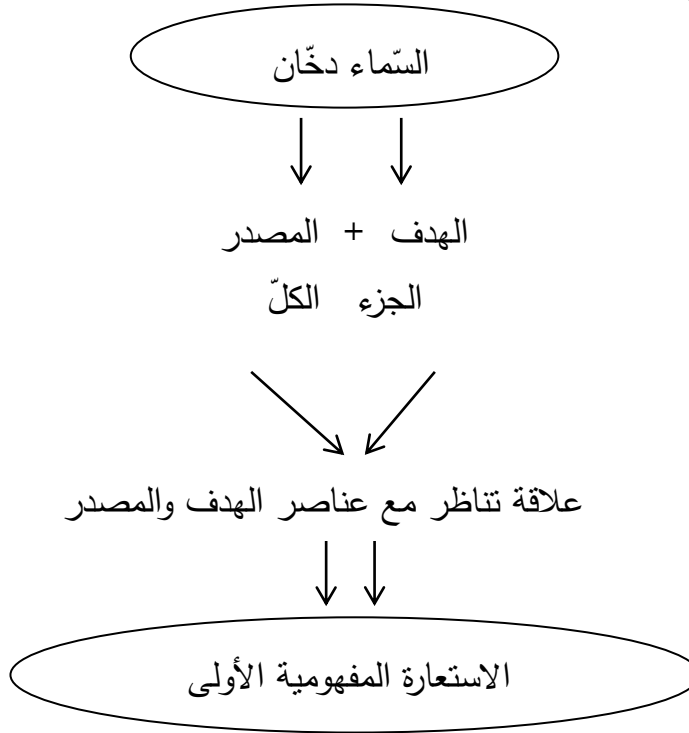 السّماء دخّان
الهدف + المصدر
الجزء الكلّ
علاقة تناظر مع عناصر الهدف والمصدر
الاستعارة المفهومية الأولى